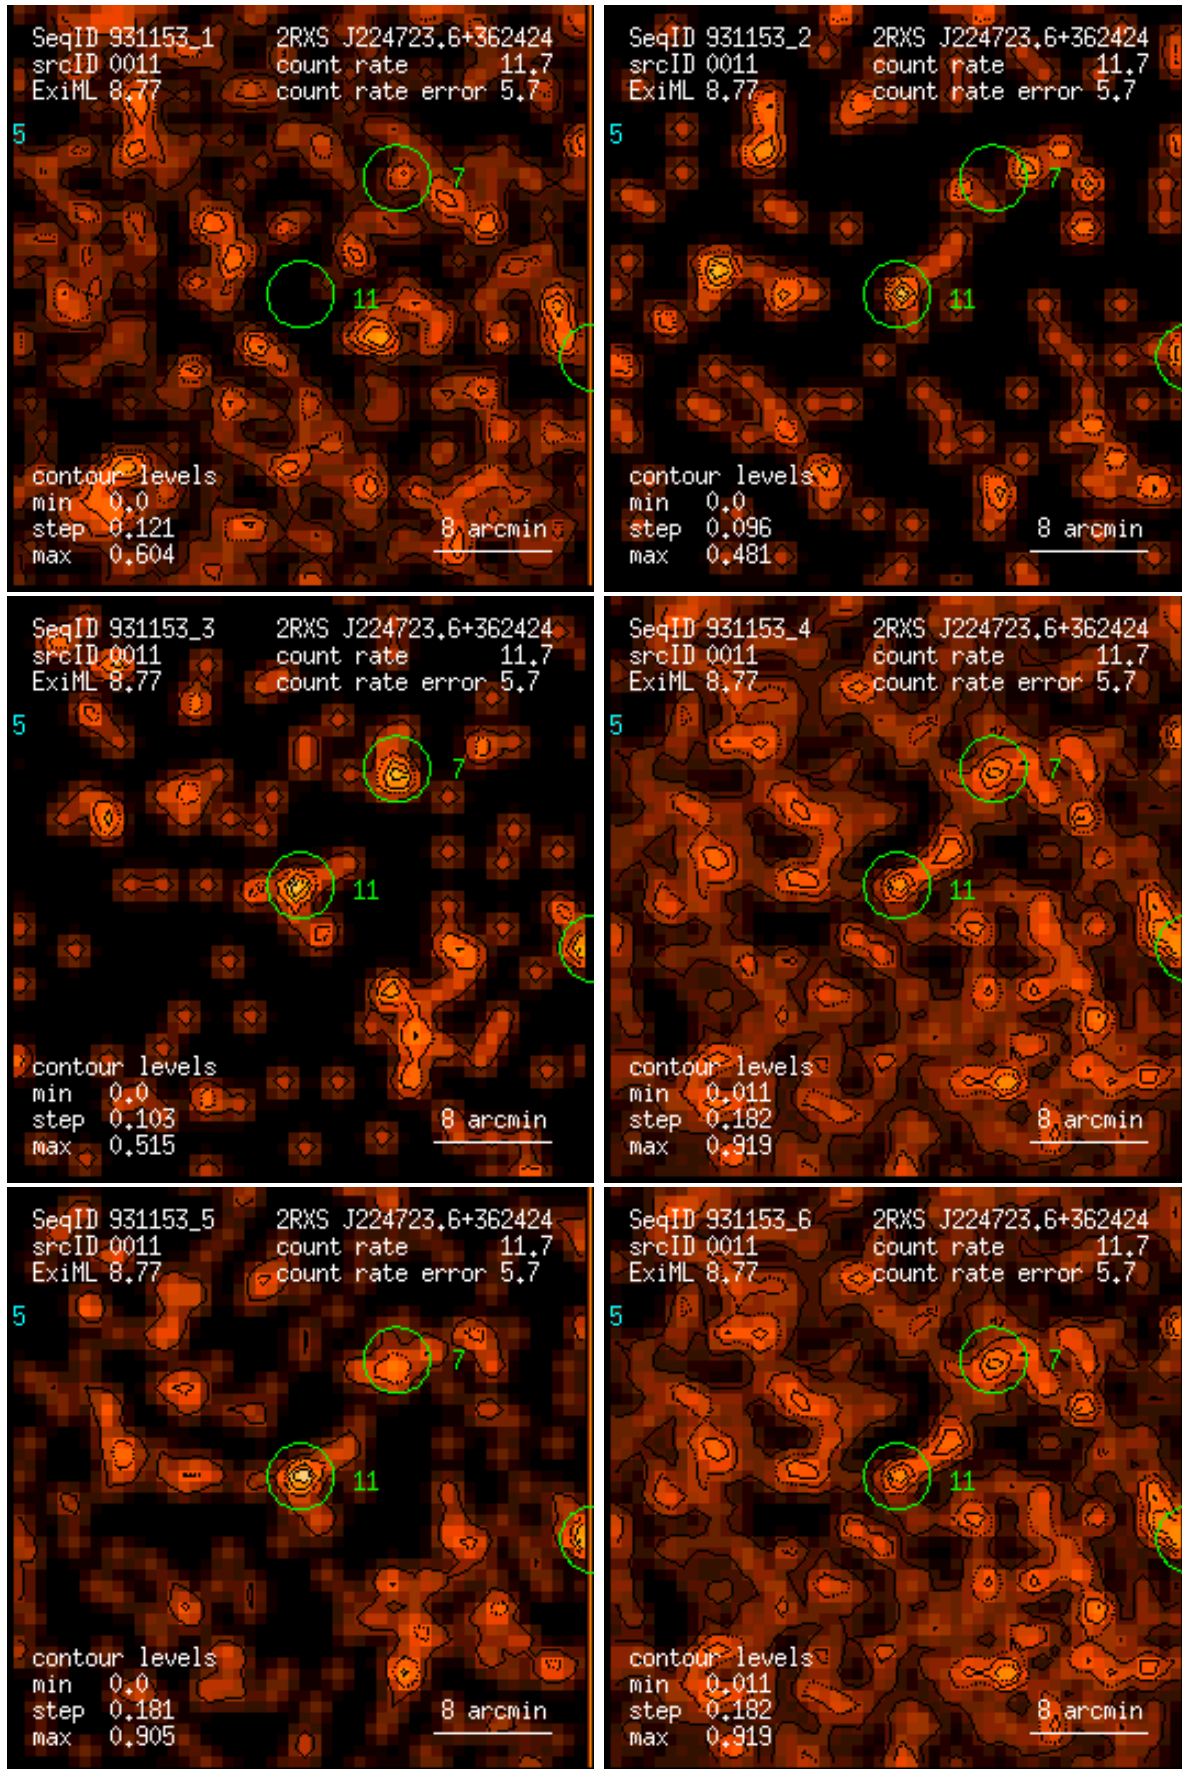 SeqID 931153_1 2RXS J224723.6+362424
srcID 0011 count rate 11.7
ExiML 8.77 count rate error 5.7
5
7
11
contour levels
min 0.0
step 0.121 8 arcmin
max 0.604
SeqID 931153_2 2RXS J224723.6+362424
srcID 0011 count rate 11.7
ExiML 8.77 count rate error 5.7
5
7
11
contour levels
min 0.0
step 0.096 8 arcmin
max 0.481
SeqID 931153_3 2RXS J224723.6+362424
srcID 0011 count rate 11.7
ExiML 8.77 count rate error 5.7
5
7
11
contour levels
min 0.0
step 0.103 8 arcmin
max 0.515
SeqID 931153_4 2RXS J224723.6+362424
srcID 0011 count rate 11.7
ExiML 8.77 count rate error 5.7
5
7
11
contour levels
min 0.011
step 0.182 8 arcmin
max 0.919
SeqID 931153_5 2RXS J224723.6+362424
srcID 0011 count rate 11.7
ExiML 8.77 count rate error 5.7
5
7
11
contour levels
min 0.0
step 0.181 8 arcmin
max 0.905
SeqID 931153_6 2RXS J224723.6+362424
srcID 0011 count rate 11.7
ExiML 8.77 count rate error 5.7
5
7
11
contour levels
min 0.011
step 0.182 8 arcmin
max 0.919